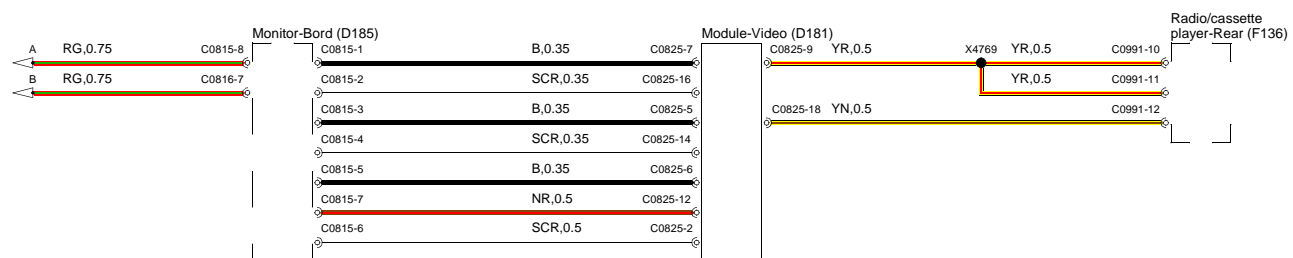 Radio/cassette
Monitor-Bord (D185) Module-Video (D181) player-Rear (F136)
A RG,0.75 C0815-8 C0815-1 B,0.35 C0825-7 C0825-9 YR,0.5 X4769 YR,0.5 C0991-10
B RG,0.75 C0816-7 C0815-2 SCR,0.35 C0825-16 YR,0.5 C0991-11
C0815-3 B,0.35 C0825-5 C0825-18 YN,0.5 C0991-12
C0815-4 SCR,0.35 C0825-14
C0815-5 B,0.35 C0825-6
C0815-7 NR,0.5 C0825-12
C0815-6 SCR,0.5 C0825-2